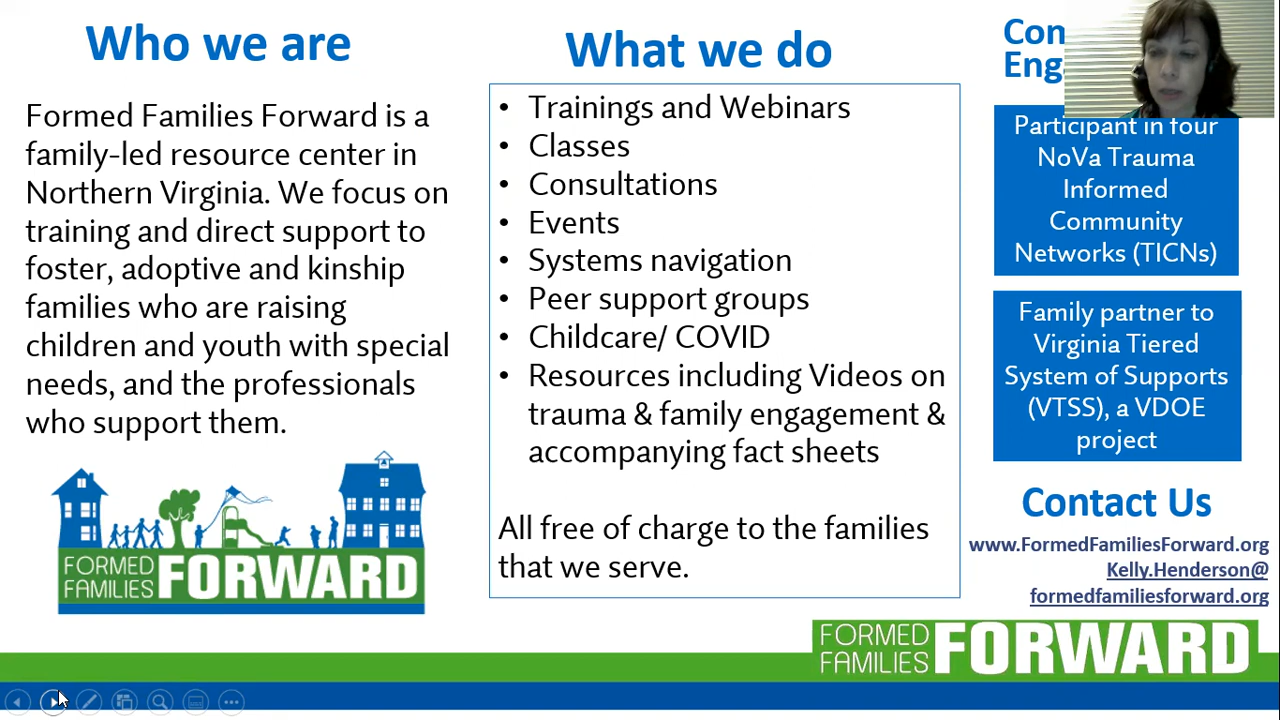 Who we are
Formed Families Forward is a
family-led resource center in
Northern Virginia. We focus on
training and direct support to
foster, adoptive and kinship
families who are raising
children and youth with special
needs, and the professionals
who support them.
FORMED
FAMILIES
FORWARD
What we do
• Trainings and Webinars
• Classes
• Consultations
• Events
• Systems navigation
• Peer support groups
• Childcare/ COVID
• Resources including Videos on
trauma & family engagement &
accompanying fact sheets
All free of charge to the families
that we serve.
Participant in four
NoVa Trauma
Informed
Community
Networks (TICNs)
Family partner to
Virginia Tiered
System of Supports
(VTSS), a VDOE
project
Contact Us
www.FormedFamiliesForward.org
Kelly.Henderson@
formedfamiliesforward.org
FORMED
FAMILIES
FORWARD